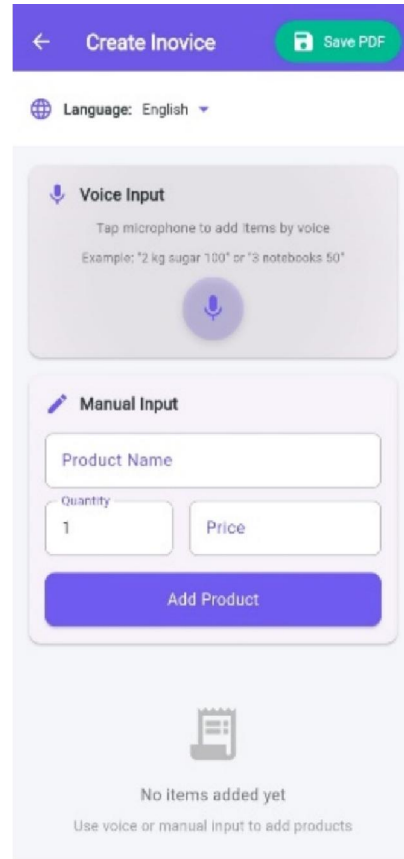 Create Inovice
Save PDF
Language: English
Voice Input
Tap microphone to add items by voice
Example: "2 kg sugar 100" or "3 notebooks 50"
Manual Input
Product Name
Quantity
1
Price
Add Product
No items added yet
Use voice or manual input to add products